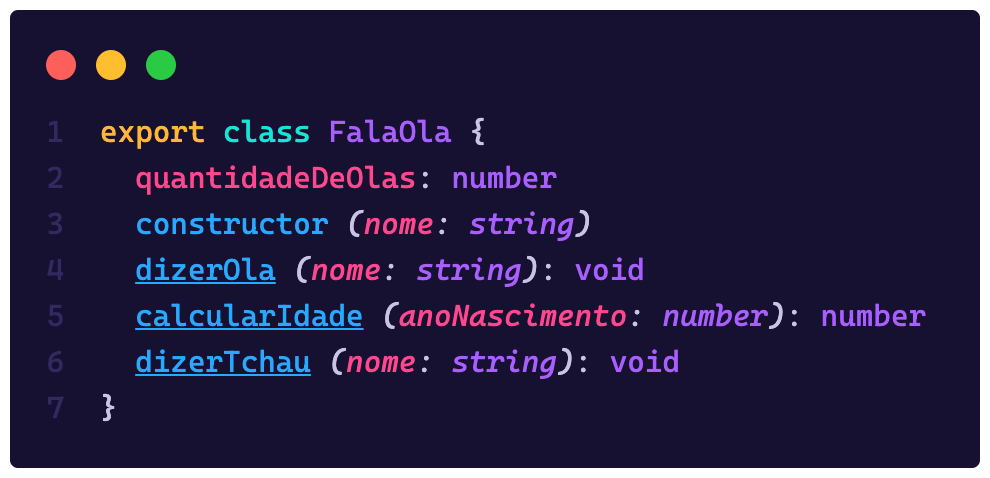 1 export class FalaOla {
2 quantidadeDeOlas: number
3 constructor (nome: string)
4 dizerOla (nome: string): void
5 calcularIdade (anoNascimento: number): number
6 dizerTchau (nome: string): void
7 }